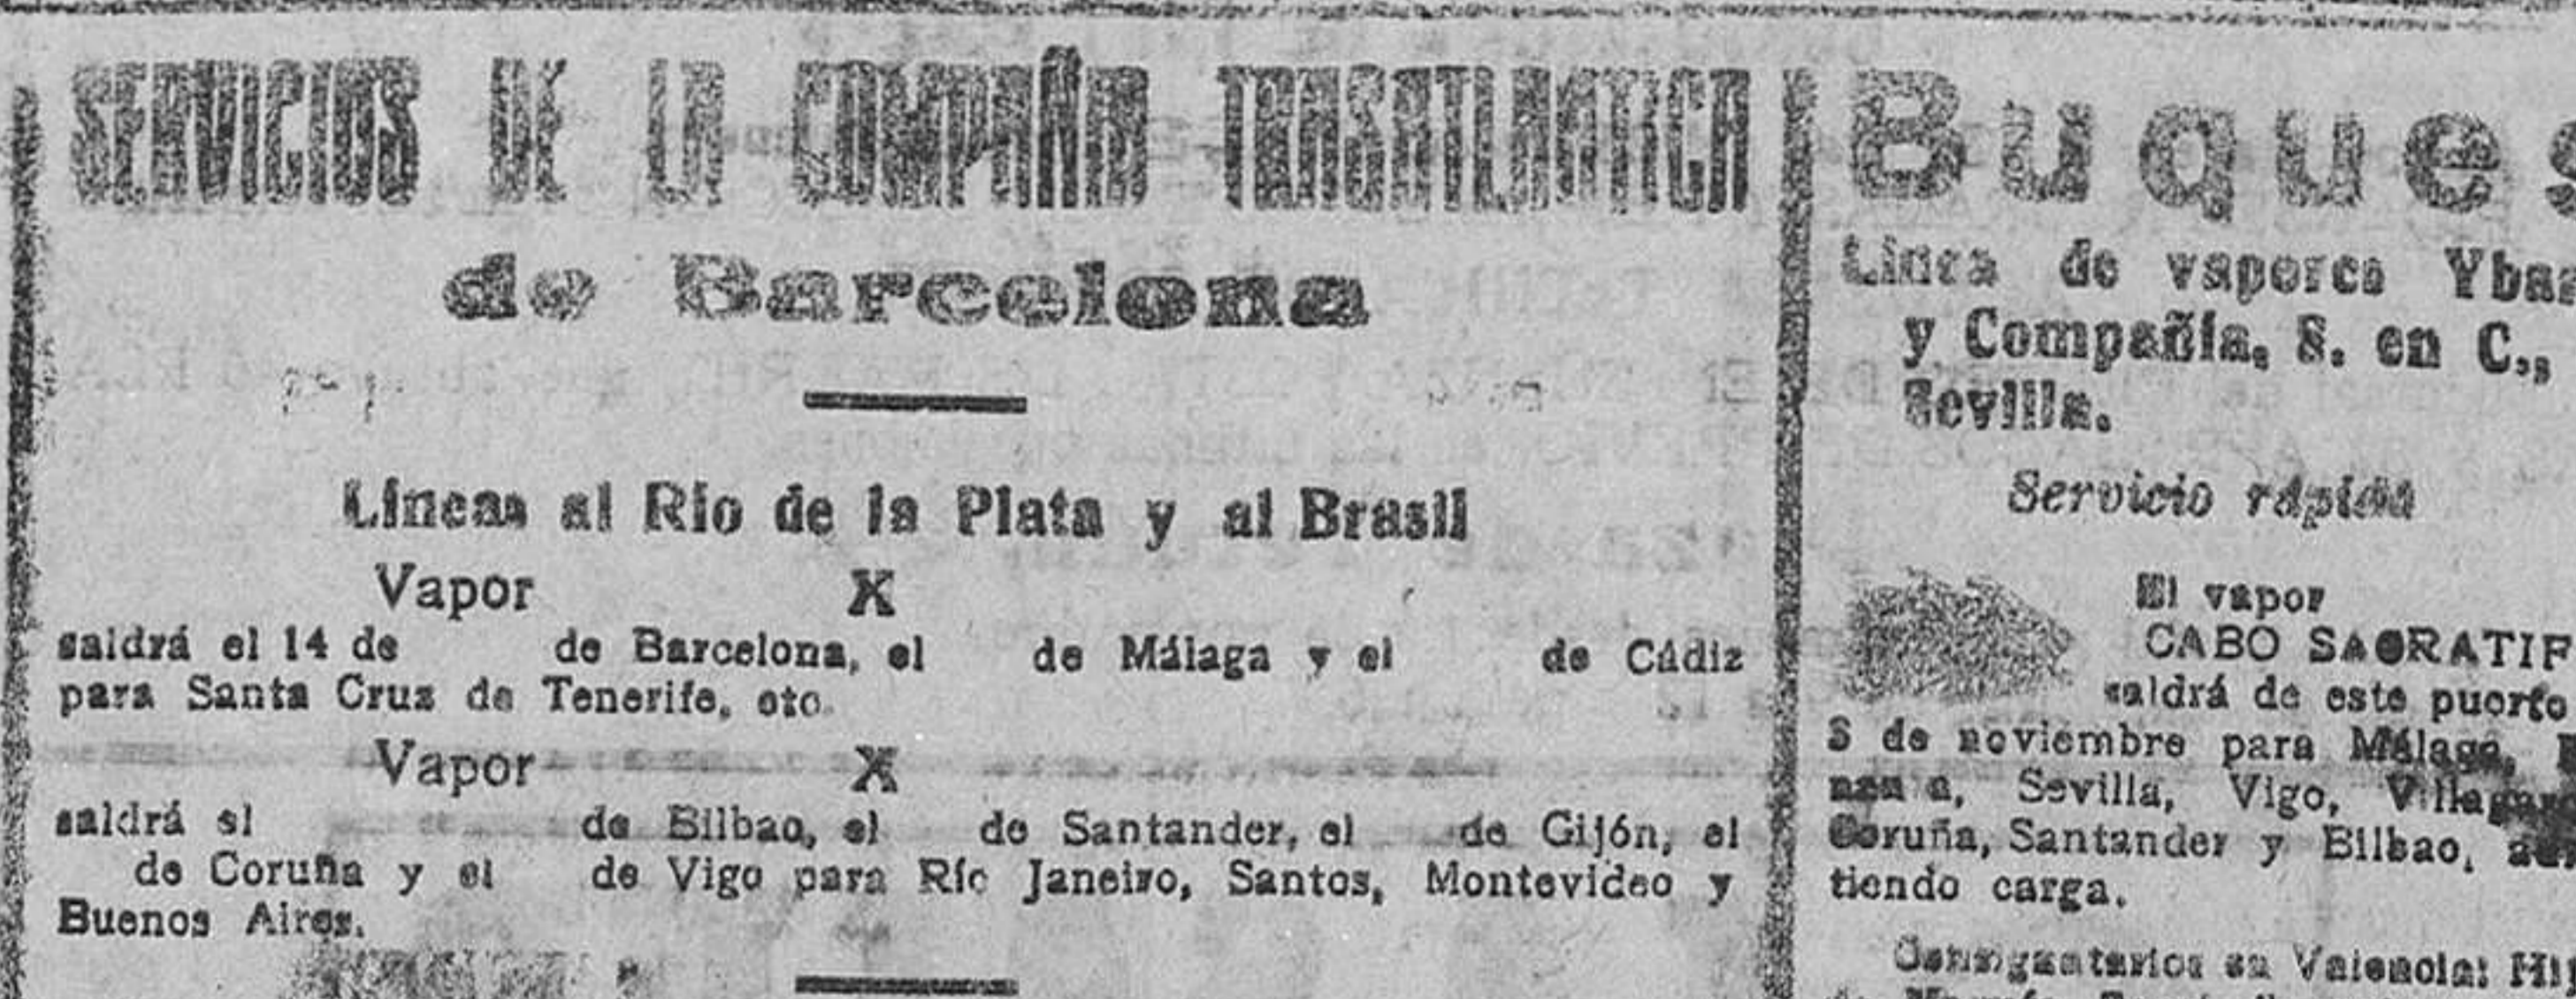 SERVICIOS DE LA COMPAÑIA TRASATLANTICA
de Barcelona
Líneas al Río de la Plata y al Brasil
Vapor X
saldrá el 14 de de Barcelona, el de Málaga y el de Cádiz
para Santa Cruz de Tenerife, etc.
Vapor X
saldrá el de Bilbao, el de Santander, el de Gijón, el
de Coruña y el de Vigo para Río Janeiro, Santos, Montevideo y
Buenos Aires.
Buques
Línea de vapores Ybar
y Compañía, S. en C.,
Sevilla.
Servicio rápido
El vapor
CABO SACRATIF
saldrá de este puerto
de noviembre para Málaga,
Sevilla, Vigo, Villagar
Coruña, Santander y Bilbao,
tiendo carga.
Consignatarios en Valencia: